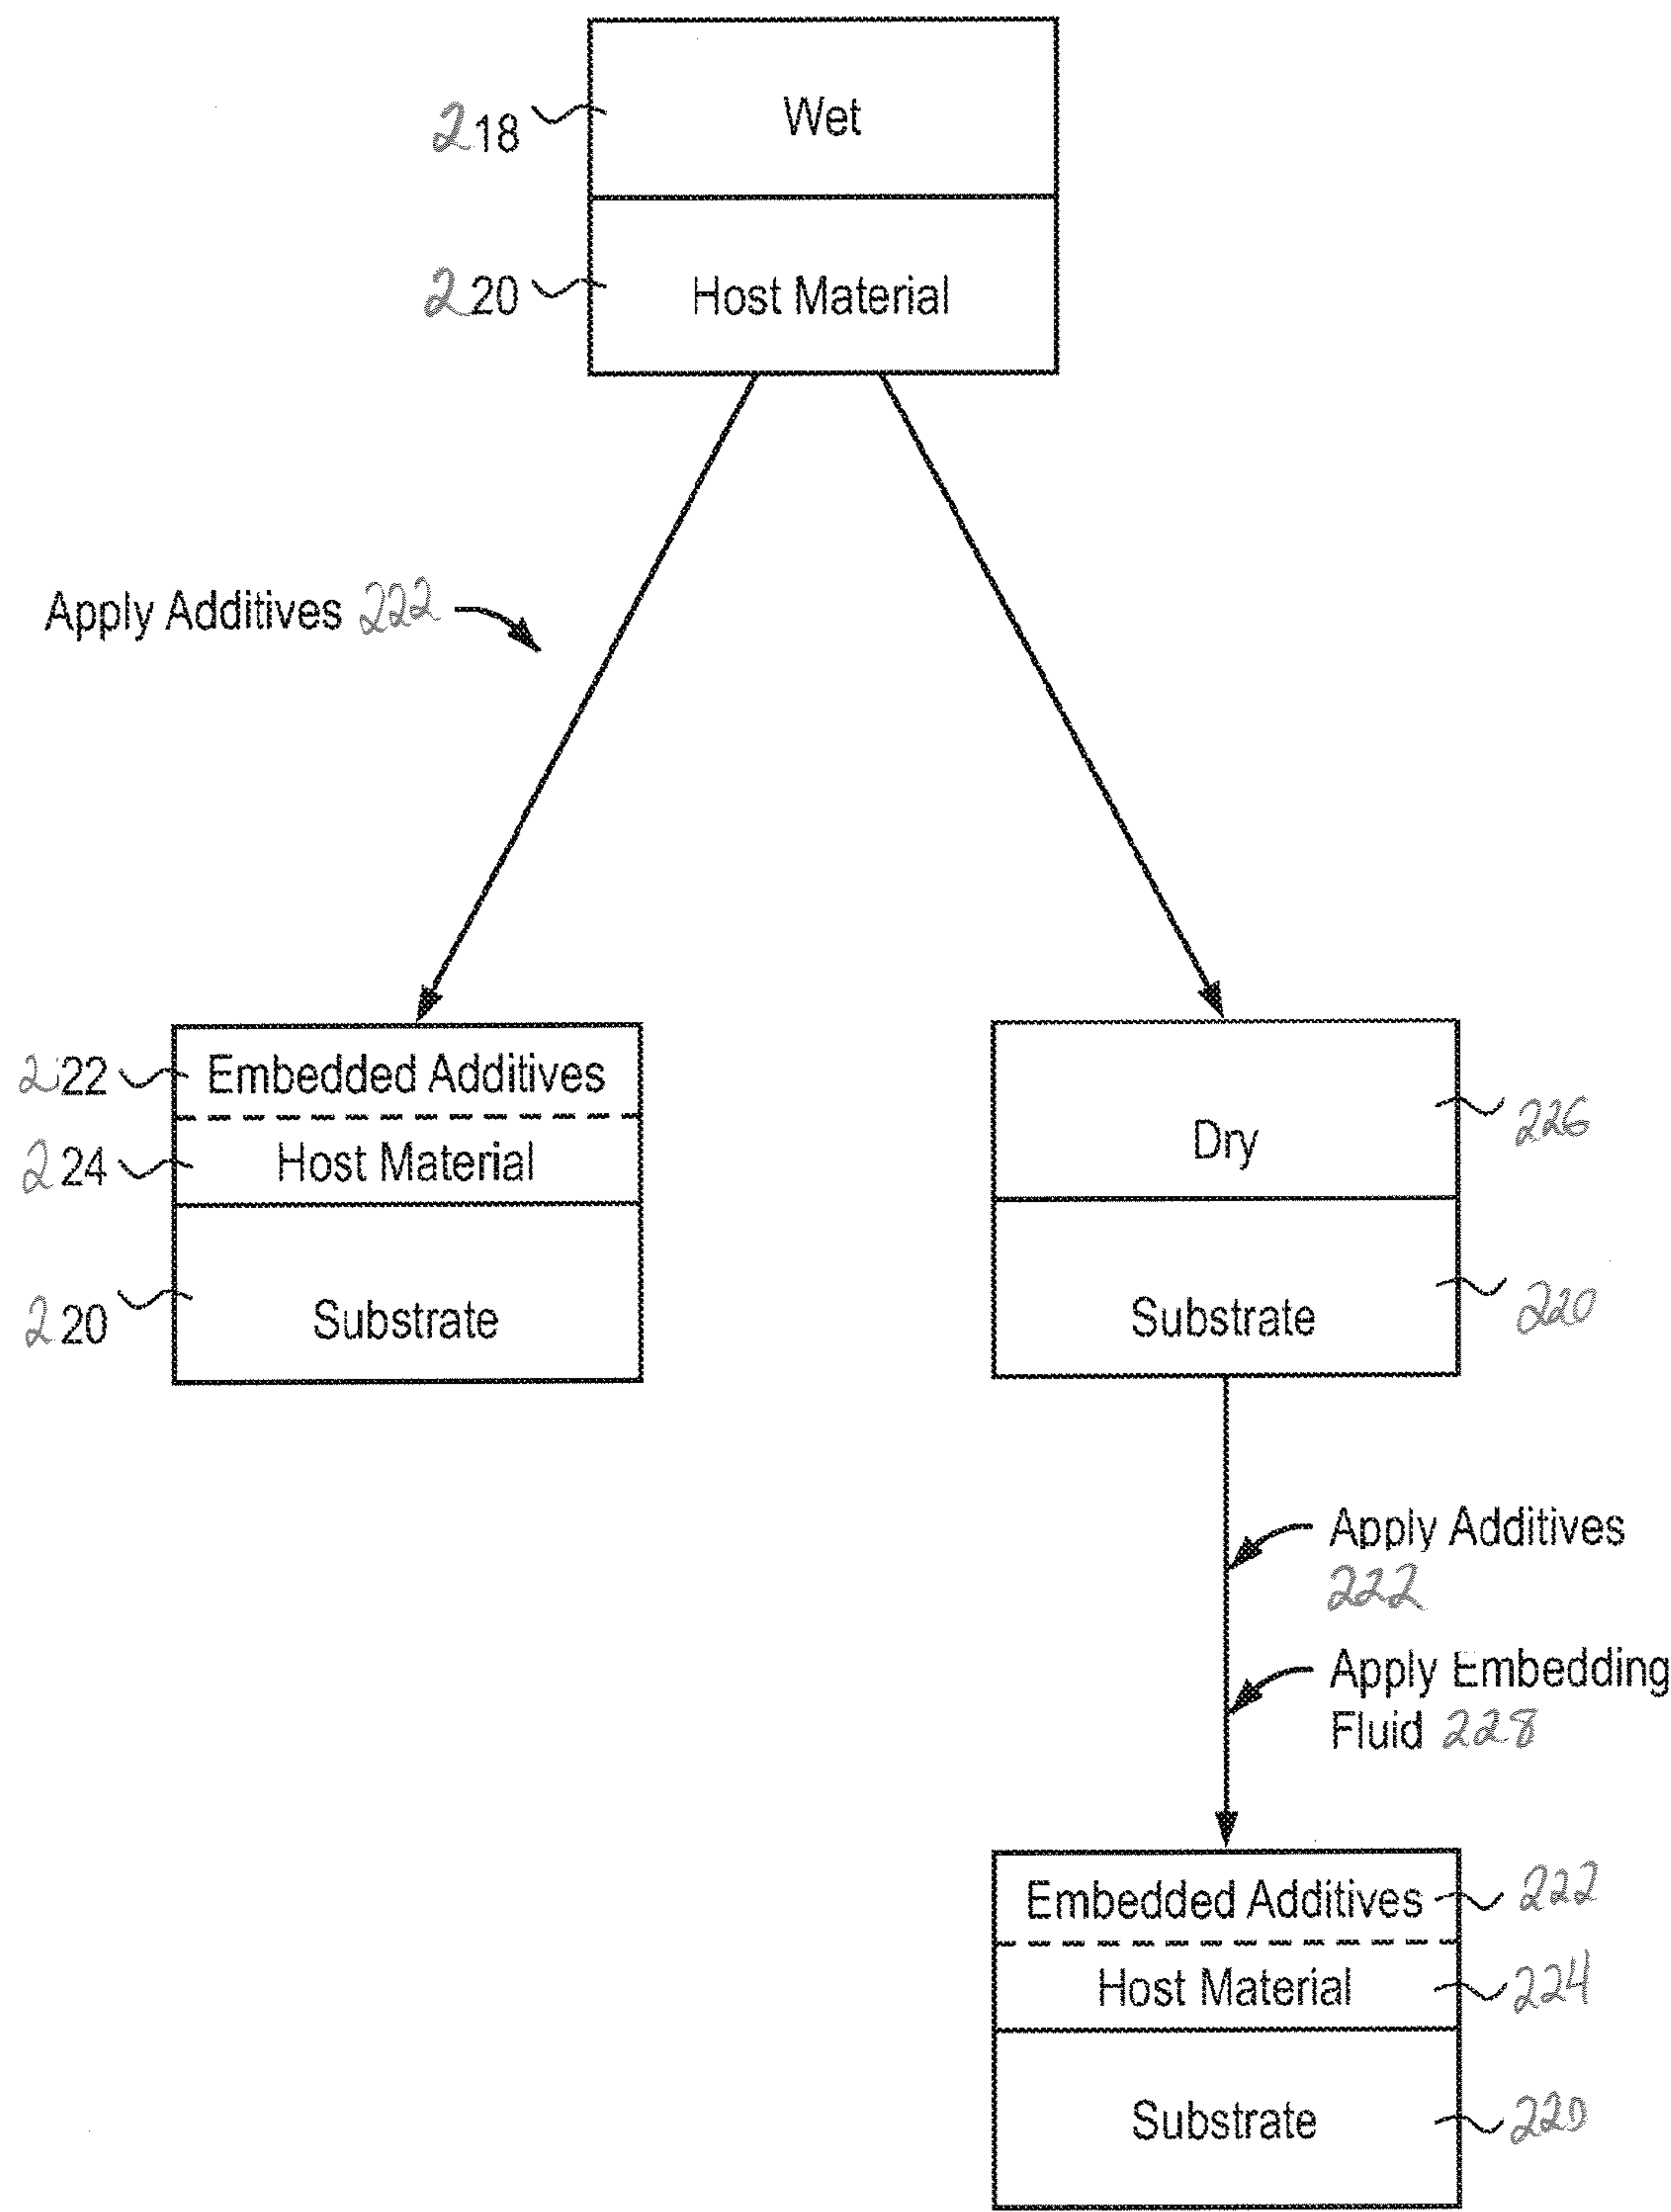 218 Wet
220 Host Material
Apply Additives 222
222 Embedded Additives
224 Host Material
220 Substrate
Dry 226
Substrate 220
Apply Additives
222
Apply Embedding
Fluid 228
Embedded Additives 222
Host Material 224
Substrate 220